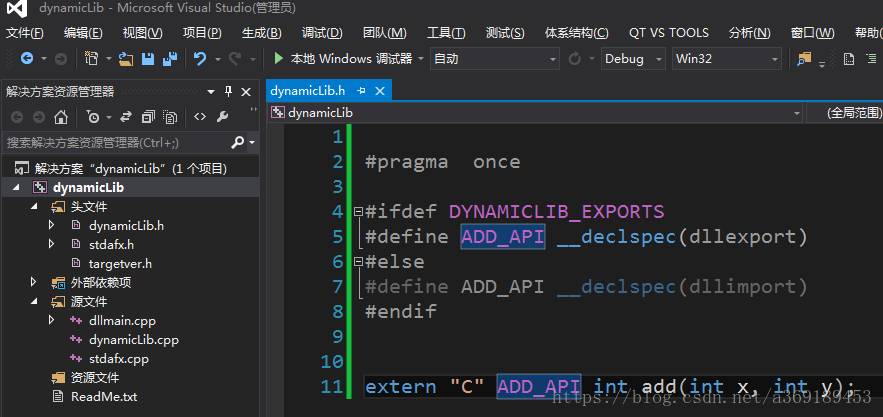 dynamicLib - Microsoft Visual Studio(管理员)
文件(F) 编辑(E) 视图(V) 项目(P) 生成(B) 调试(D) 团队(M) 工具(T) 测试(S) 体系结构(C) QT VS TOOLS 分析(N) 窗口(W) 帮助(
本地 Windows 调试器 自动 Debug Win32
解决方案资源管理器
搜索解决方案资源管理器(Ctrl+;)
解决方案"dynamicLib"(1 个项目)
dynamicLib
头文件
dynamicLib.h
stdafx.h
targetver.h
外部依赖项
源文件
dllmain.cpp
dynamicLib.cpp
stdafx.cpp
资源文件
ReadMe.txt
dynamicLib.h
dynamicLib (全局范围)
1
2 #pragma once
3
4 #ifdef DYNAMICLIB_EXPORTS
5 #define ADD_API __declspec(dllexport)
6 #else
7 #define ADD_API __declspec(dllimport)
8 #endif
9
10
11 extern "C" ADD_API int add(int x, int y);
https://blog.csdn.net/a369189453